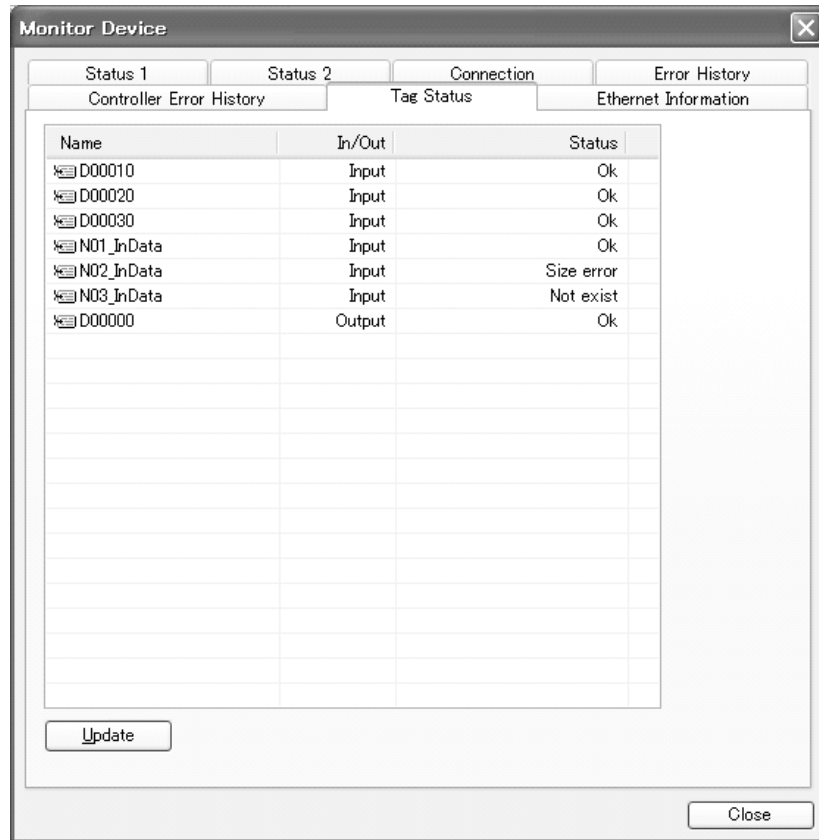 Monitor Device
Status 1 Status 2 Connection Error History
Controller Error History Tag Status Ethernet Information
Name In/Out Status
D00010 Input Ok
D00020 Input Ok
D00030 Input Ok
N01_InData Input Ok
N02_InData Input Size error
N03_InData Input Not exist
D00000 Output Ok
Update
Close